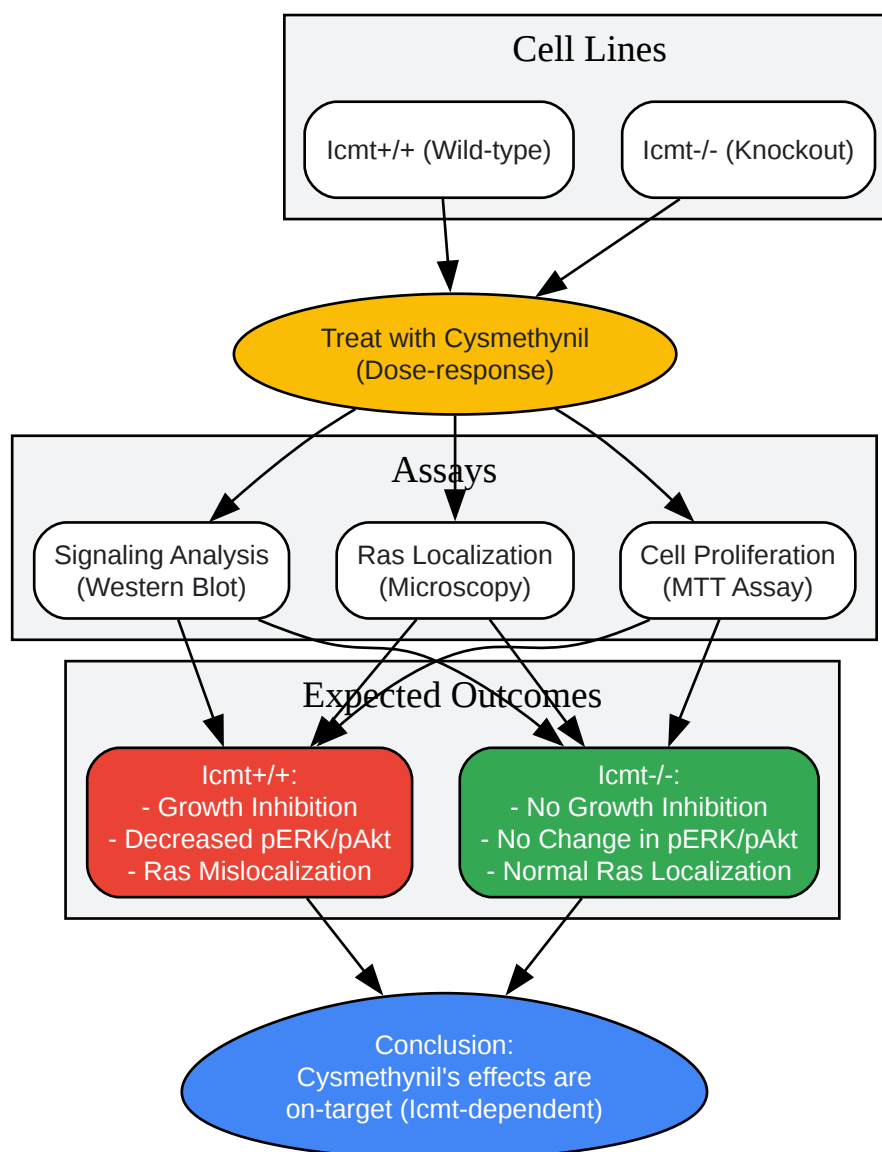 Cell Lines
Icmt+/+ (Wild-type)
Icmt-/- (Knockout)
Treat with Cysmethynil
(Dose-response)
Assays
Signaling Analysis
(Western Blot)
Ras Localization
(Microscopy)
Cell Proliferation
(MTT Assay)
Expected Outcomes
Icmt+/+:
- Growth Inhibition
- Decreased pERK/pAkt
- Ras Mislocalization
Icmt-/-:
- No Growth Inhibition
- No Change in pERK/pAkt
- Normal Ras Localization
Conclusion:
Cysmethynil's effects are
on-target (Icmt-dependent)